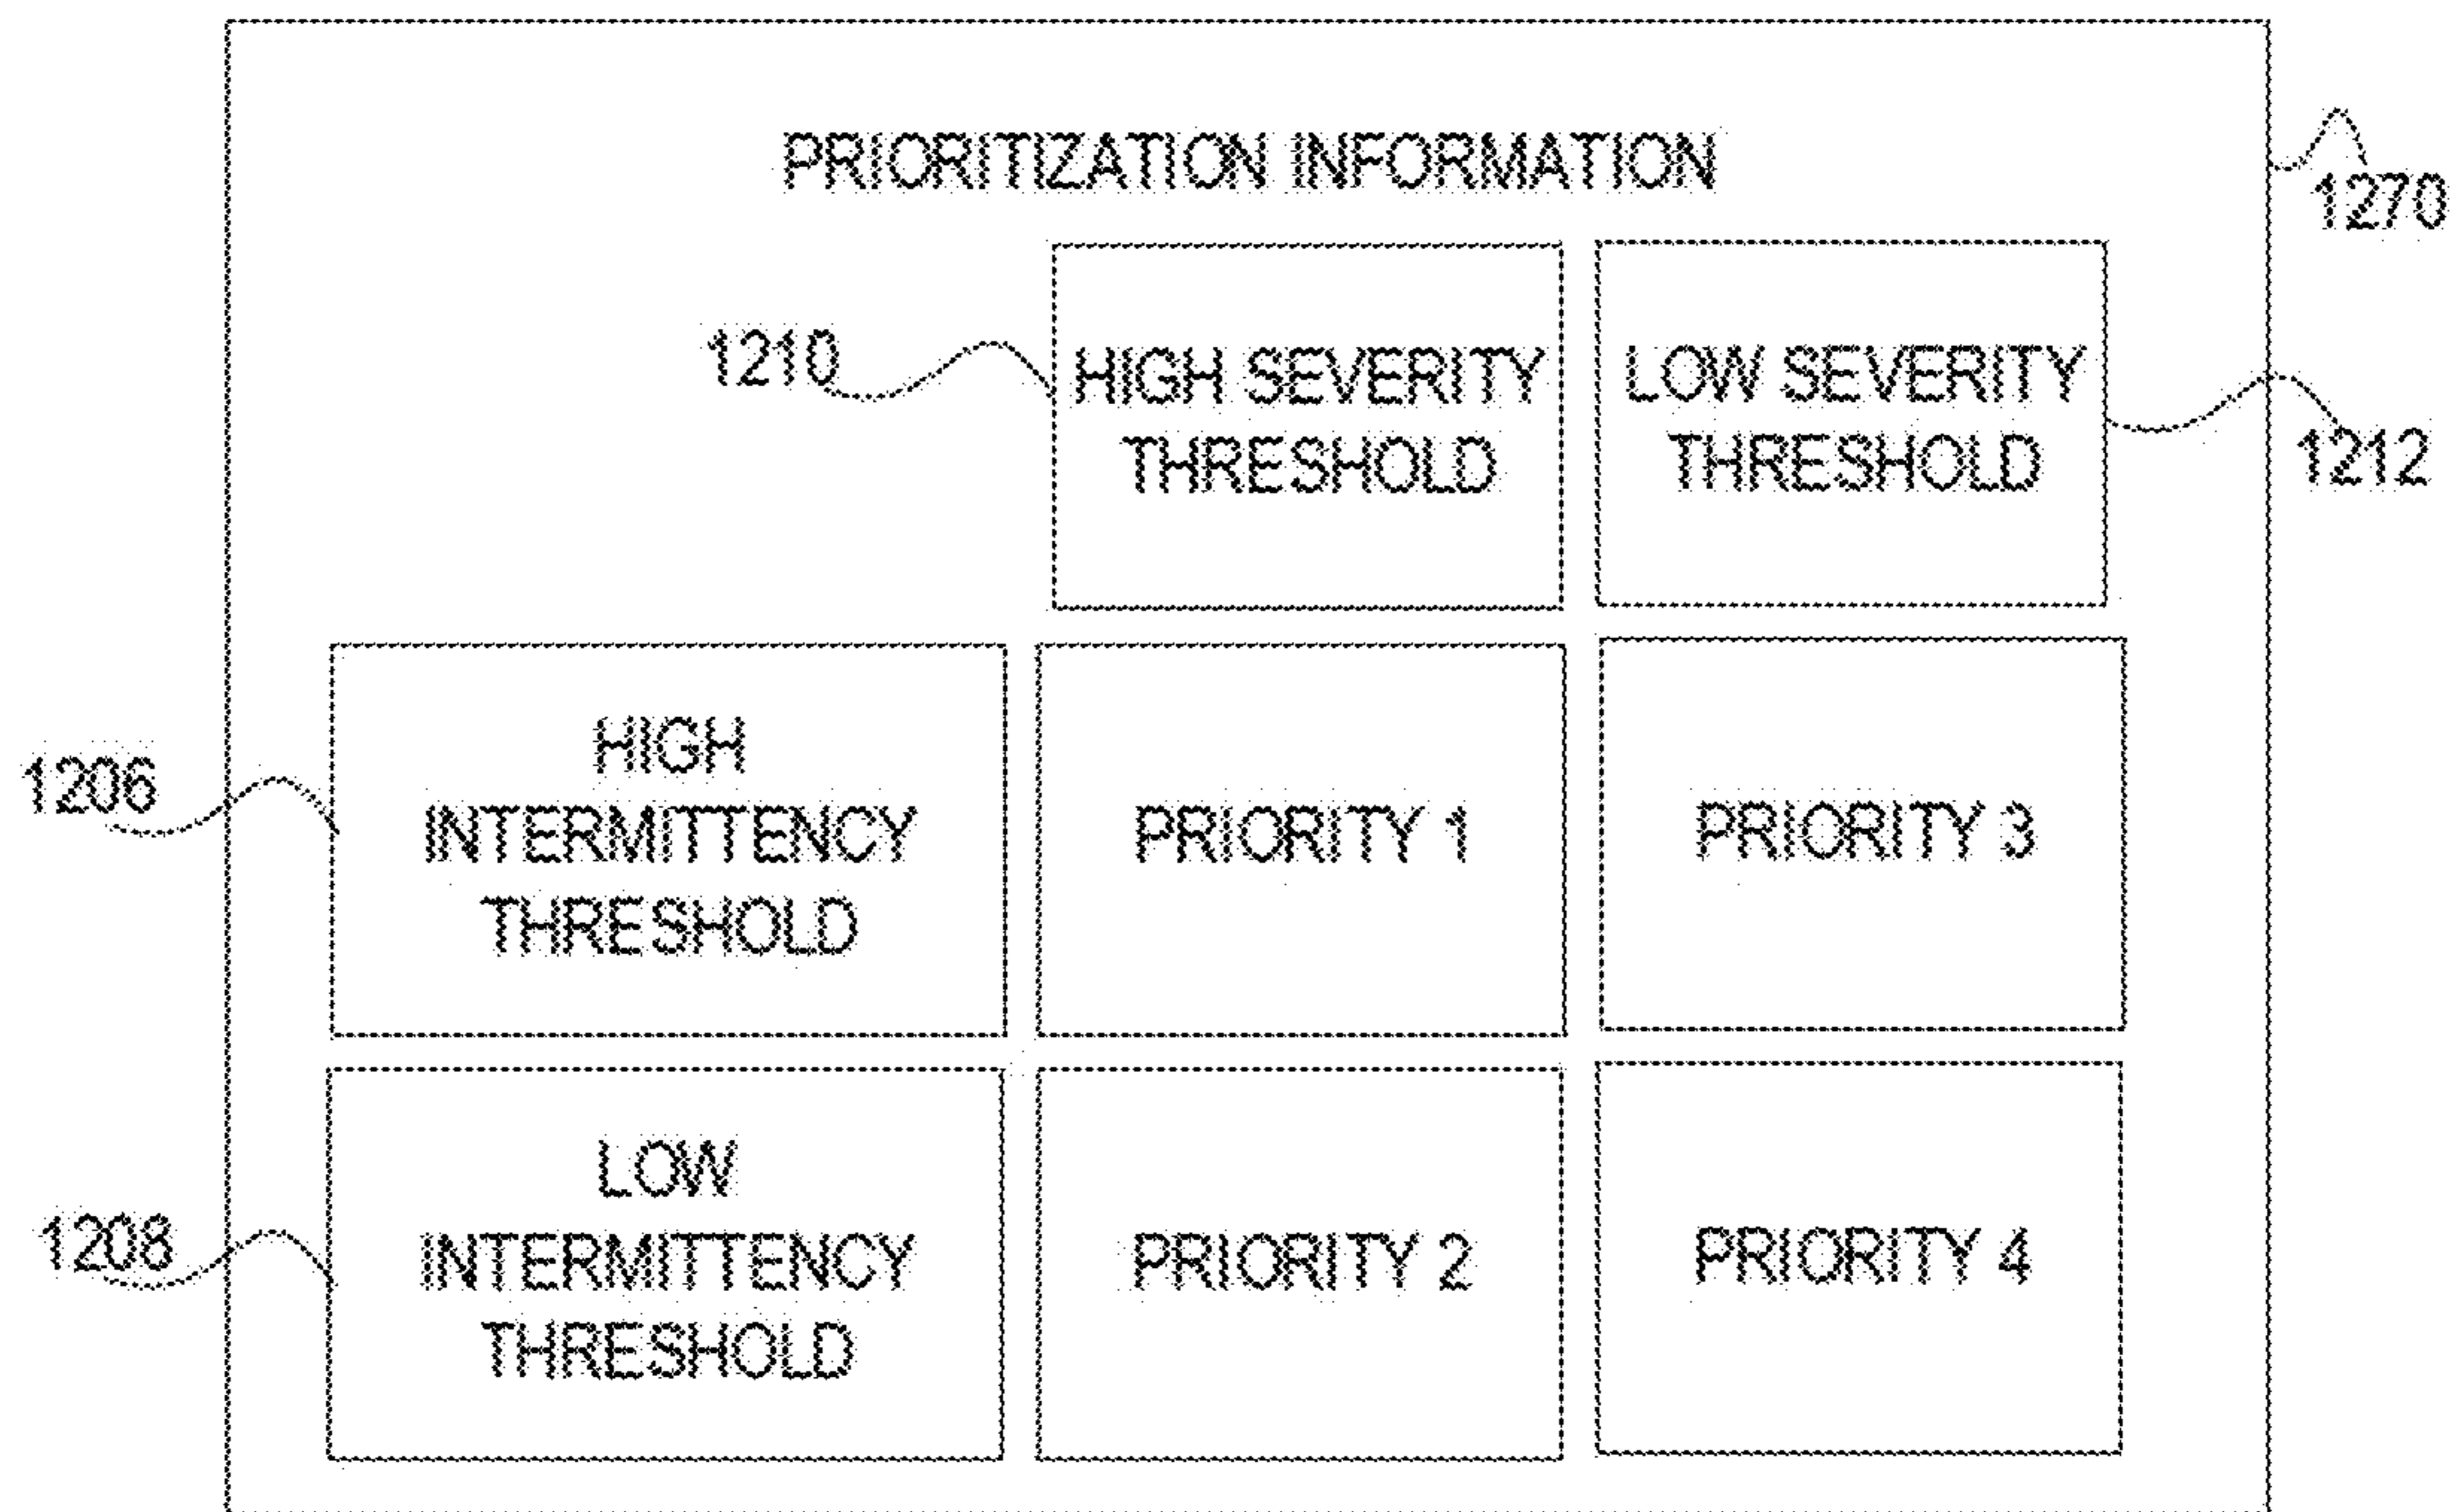 PRIORITIZATION INFORMATION
1270
1210
HIGH SEVERITY
THRESHOLD
LOW SEVERITY
THRESHOLD
1212
1206
HIGH
INTERMITTENCY
THRESHOLD
PRIORITY 1
PRIORITY 3
1208
LOW
INTERMITTENCY
THRESHOLD
PRIORITY 2
PRIORITY 4